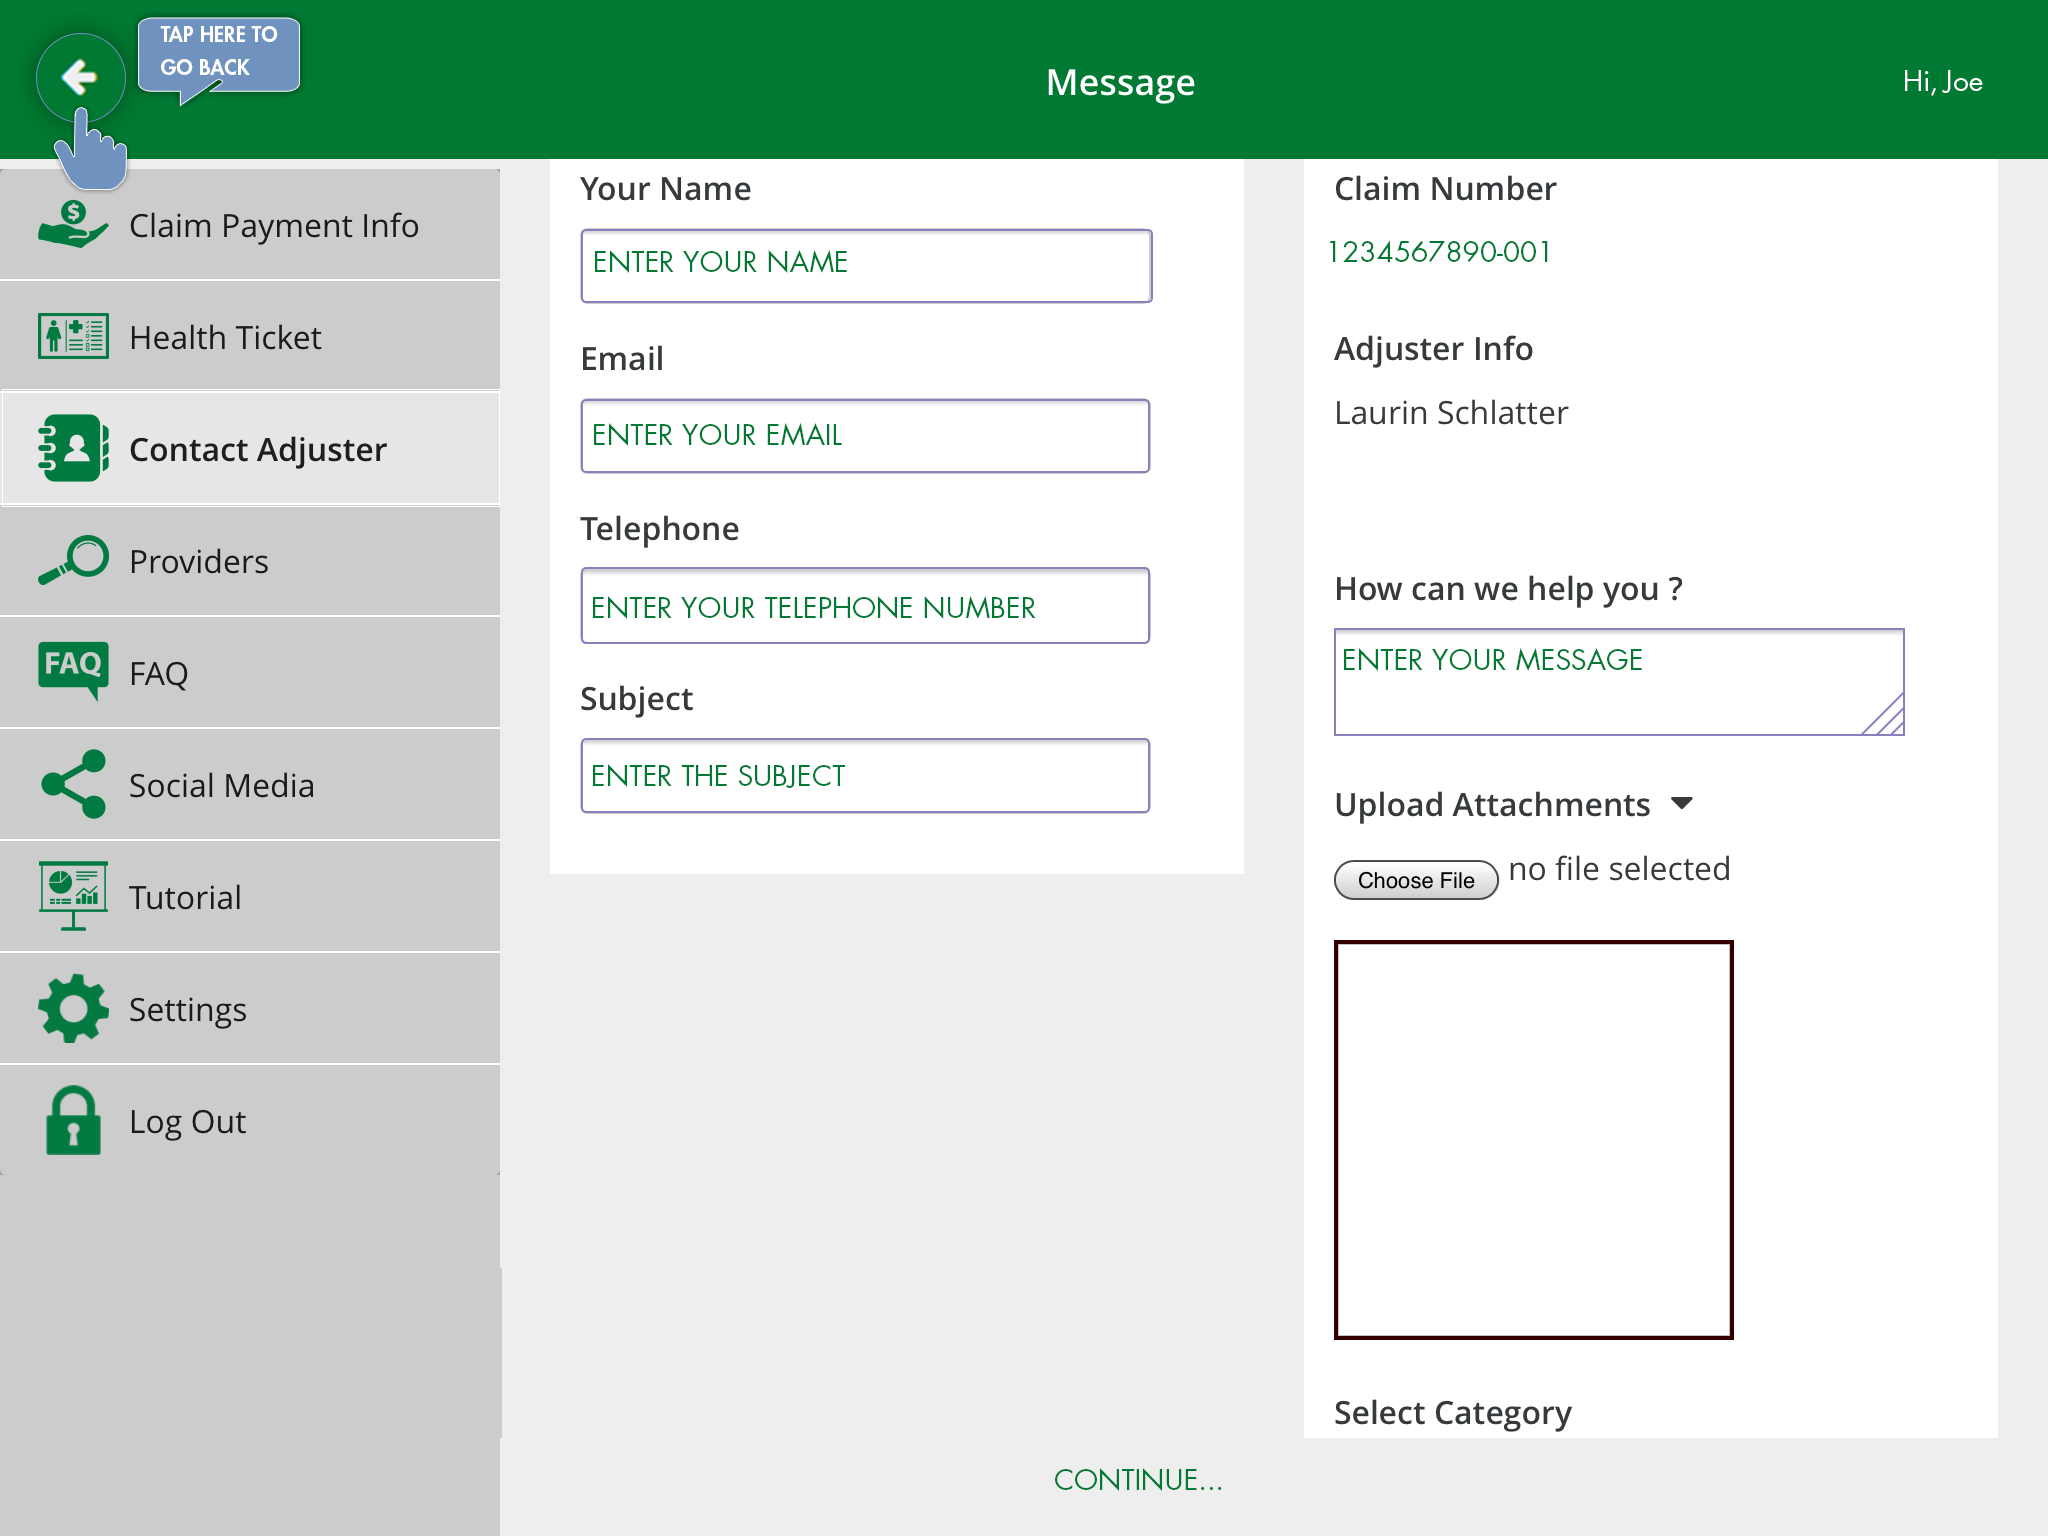 TAP HERE TO
GO BACK
Message
Hi, Joe
Claim Payment Info
Health Ticket
Contact Adjuster
Providers
FAQ
FAQ
Social Media
Tutorial
Settings
Log Out
Your Name
ENTER YOUR NAME
Email
ENTER YOUR EMAIL
Telephone
ENTER YOUR TELEPHONE NUMBER
Subject
ENTER THE SUBJECT
Claim Number
1234567890-001
Adjuster Info
Laurin Schlatter
How can we help you ?
ENTER YOUR MESSAGE
Upload Attachments
Choose File no file selected
Select Category
CONTINUE...